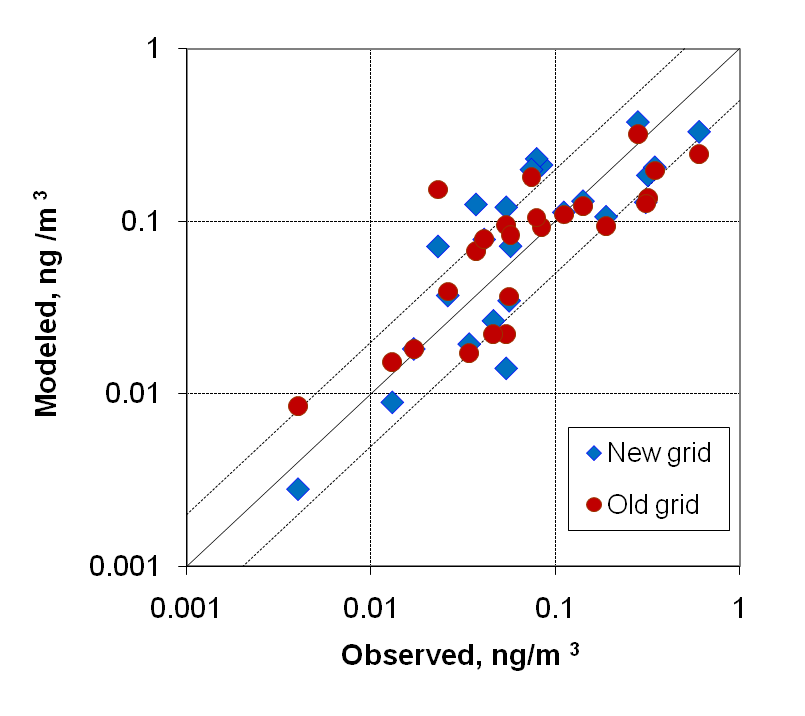 1
0.1
0.01
0.001
Modeled, ng /m 3
New grid
Old grid
0.001 0.01 0.1 1
Observed, ng/m 3